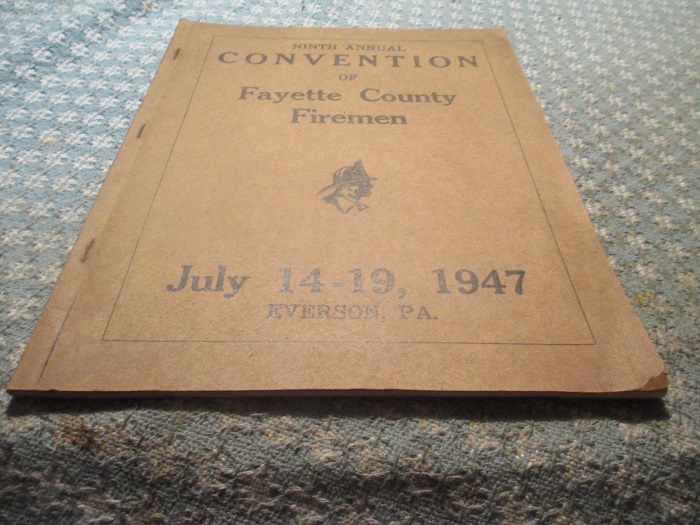 NINTH ANNUAL
CONVENTION
OF
Fayette County
Firemen
July 14-19, 1947
EVERSON, PA.